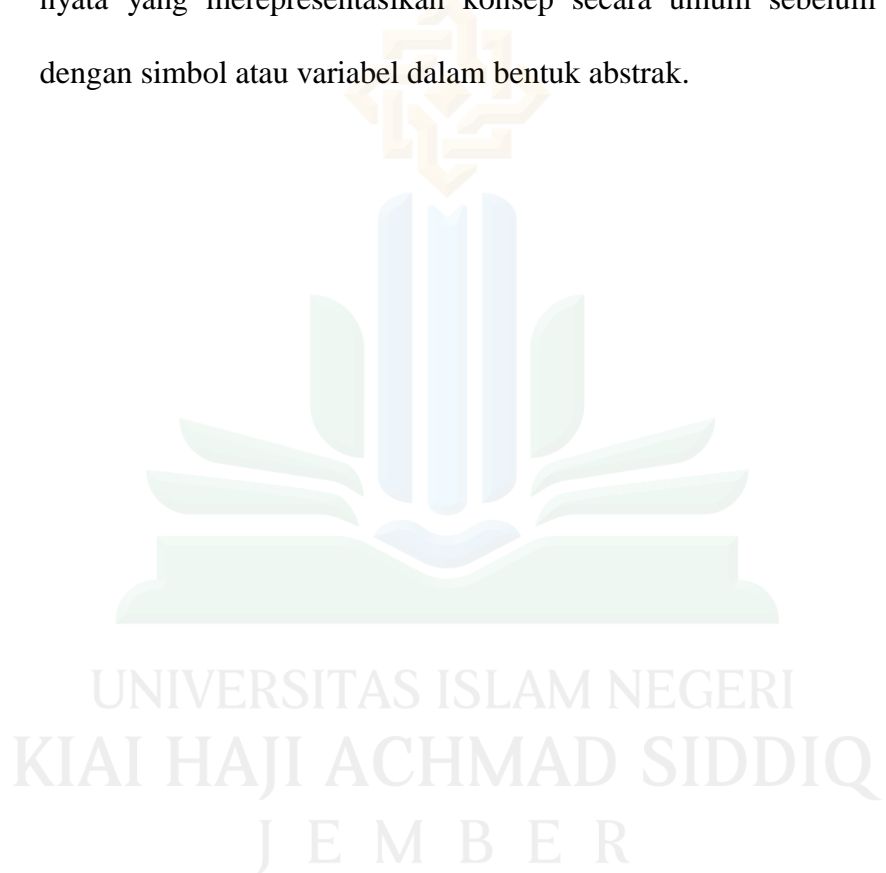 nyata yang merepresentasikan konsep secara umum sebelum
dengan simbol atau variabel dalam bentuk abstrak.
UNIVERSITAS ISLAM NEGERI
KIAI HAJI ACHMAD SIDDIQ
JEMBER